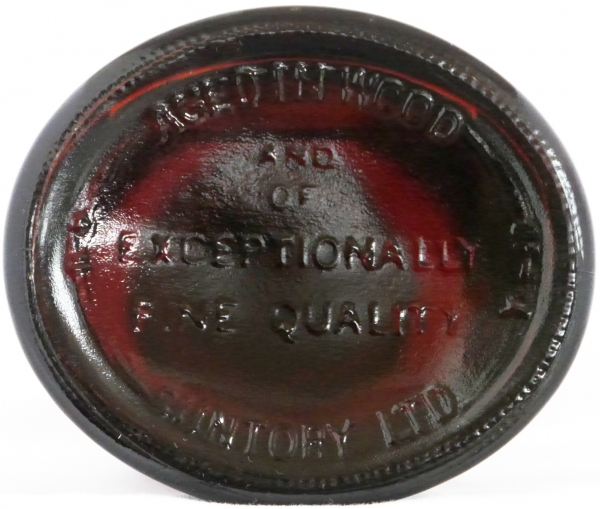 AGED IN WOOD
AND
OF
EXCEPTIONALLY
FINE QUALITY
SUNTORY LTD